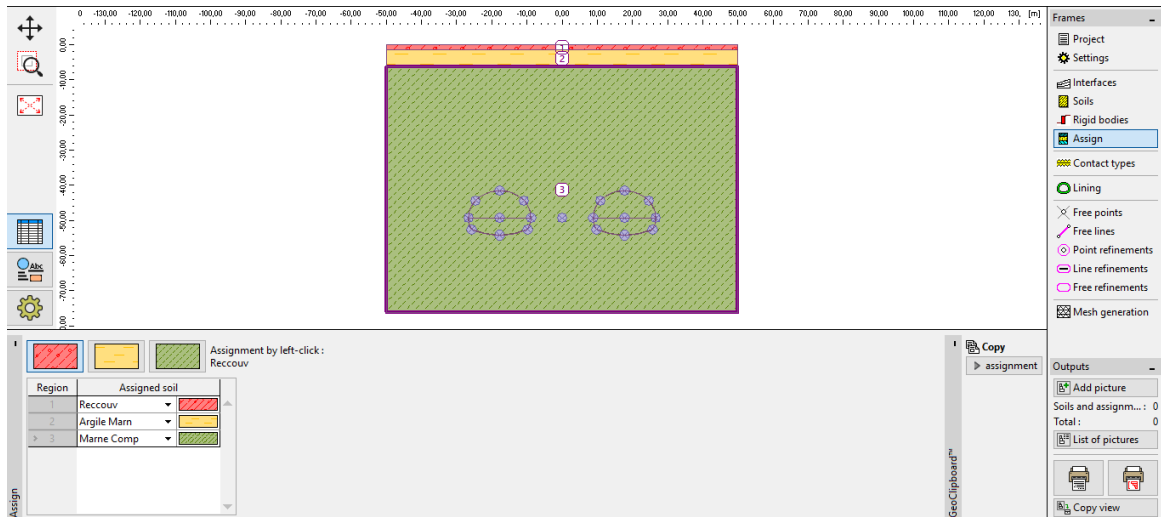 0 -130,00 -120,00 -110,00 -100,00 -90,00 -80,00 -70,00 -60,00 -50,00 -40,00 -30,00 -20,00 -10,00 0,00 10,00 20,00 30,00 40,00 50,00 60,00 70,00 80,00 90,00 100,00 110,00 120,00 130, [m]
0,00
-10,00
-20,00
-30,00
-40,00
-50,00
-60,00
-70,00
-80,00
1
2
3
Abc
Frames
Project
Settings
Interfaces
Soils
Rigid bodies
Assign
Contact types
Lining
Free points
Free lines
Point refinements
Line refinements
Free refinements
Mesh generation
Assignment by left-click :
Reccouv
Region Assigned soil
1 Reccouv
2 Argile Marn
3 Marne Comp
Assign
GeoClipboard™
Copy
assignment
Outputs
Add picture
Soils and assignm... : 0
Total : 0
List of pictures
Copy view